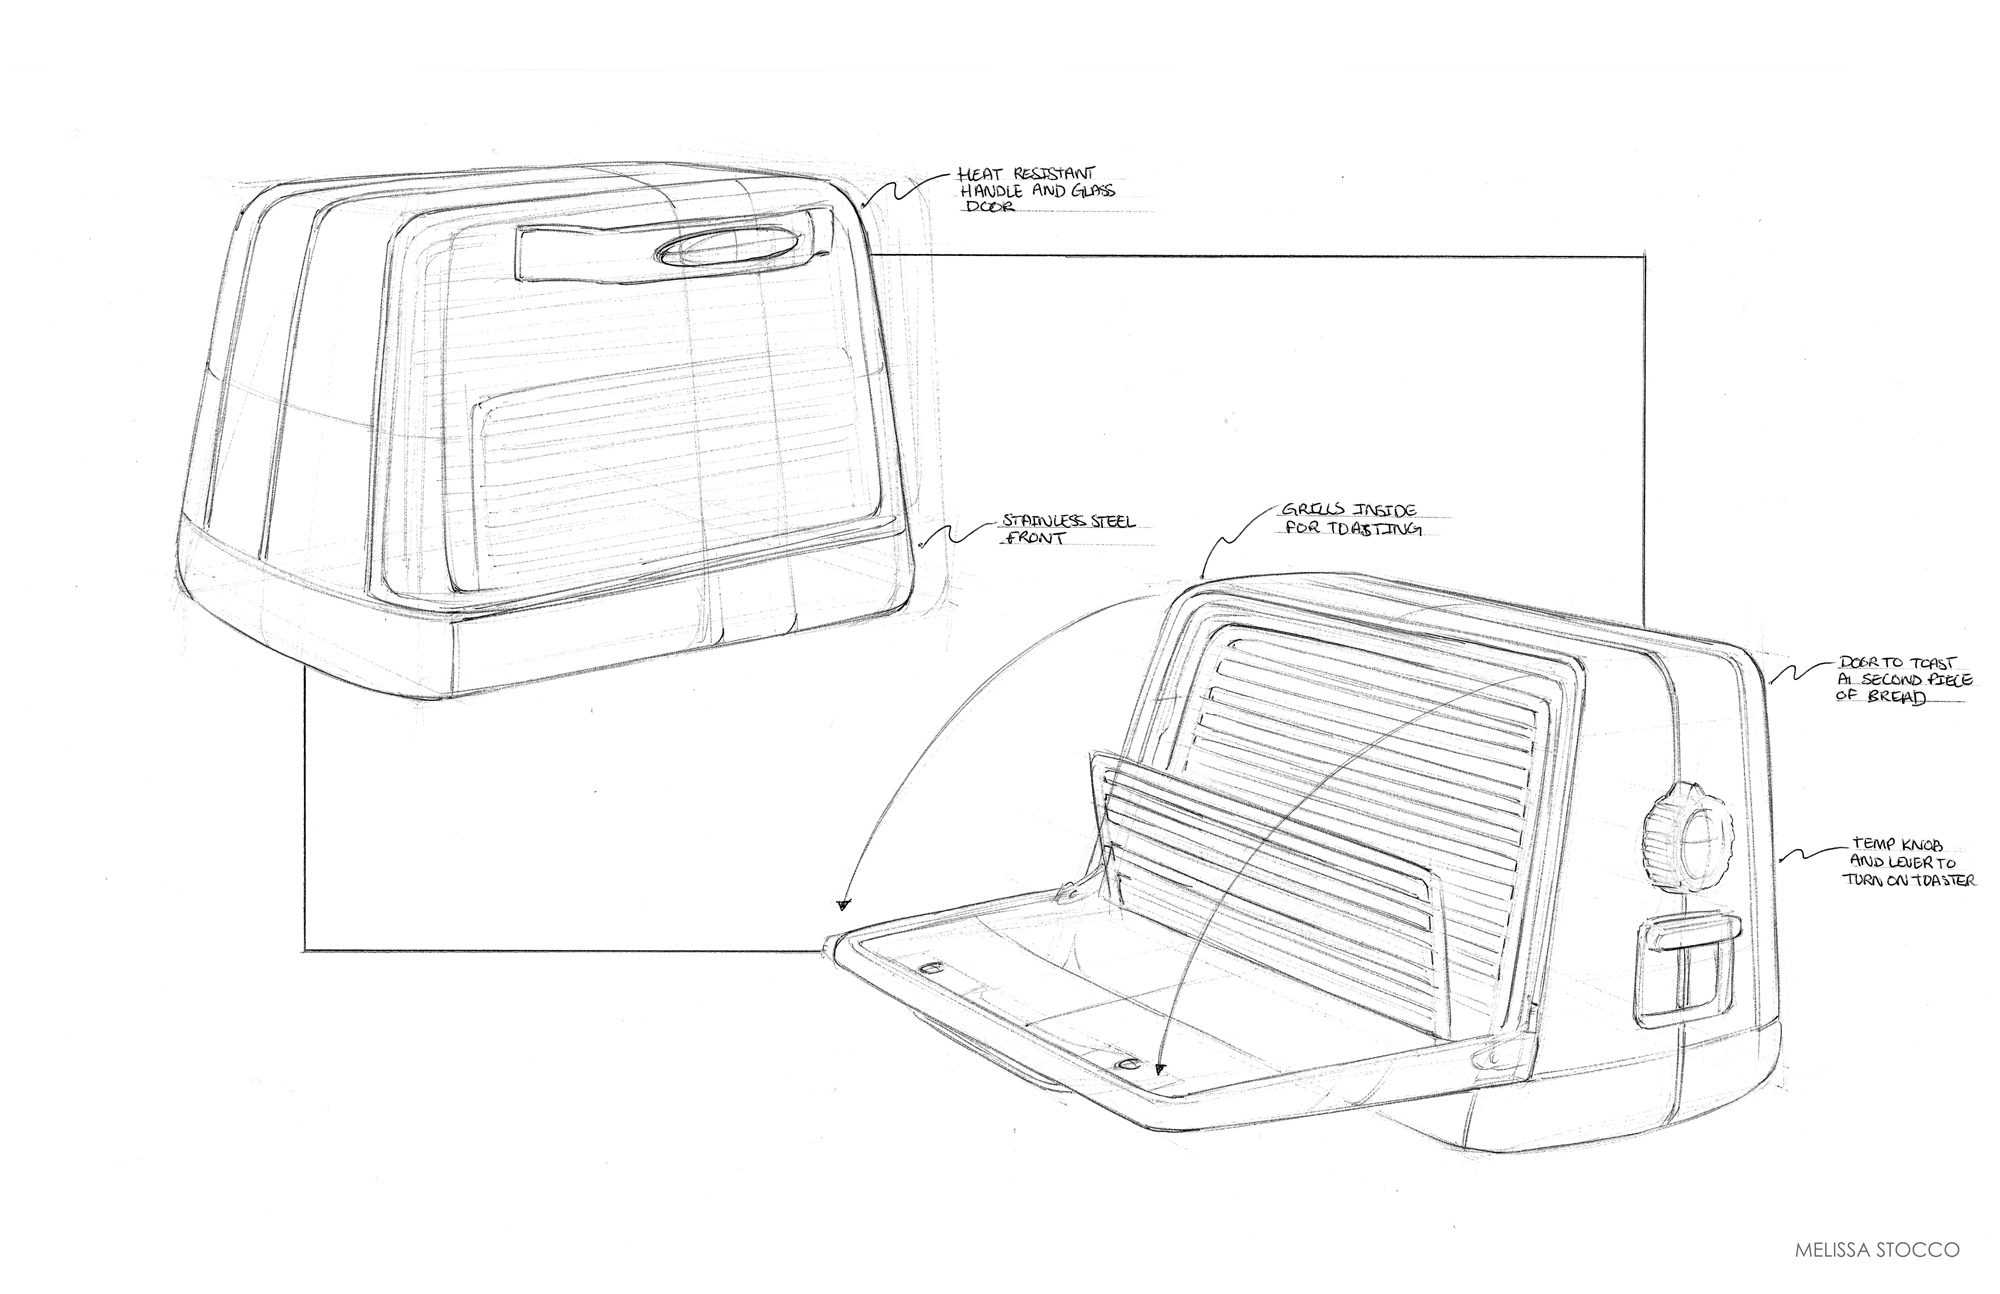 HEAT RESISTANT
HANDLE AND GLASS
DOOR
STAINLESS STEEL
FRONT
GRILLS INSIDE
FOR TOASTING
DOOR TO TOAST
A SECOND PIECE
OF BREAD
TEMP KNOB
AND LEVER TO
TURN ON TOASTER
MELISSA STOCCO